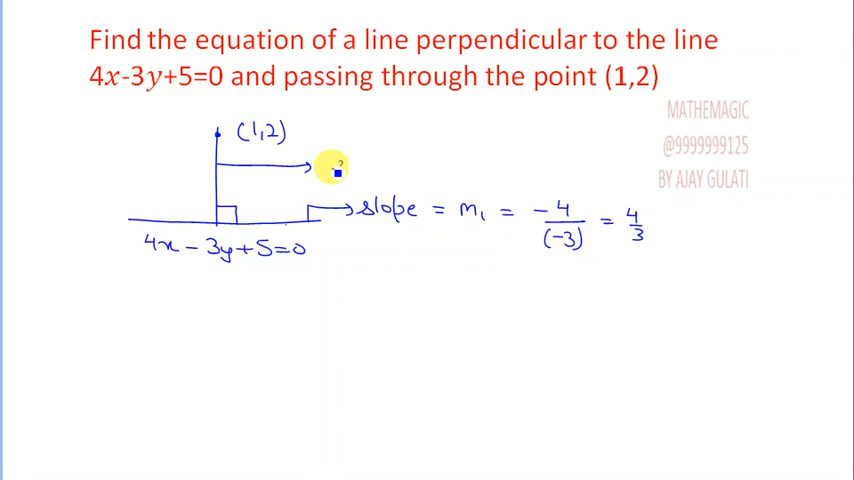 Find the equation of a line perpendicular to the line
4x-3y+5=0 and passing through the point (1,2)
MATHEMAGIC
@9999999125
BY AJAY GULATI
(1,2)
slope = m₁ = -4/(-3) = 4/3
4x - 3y + 5 = 0